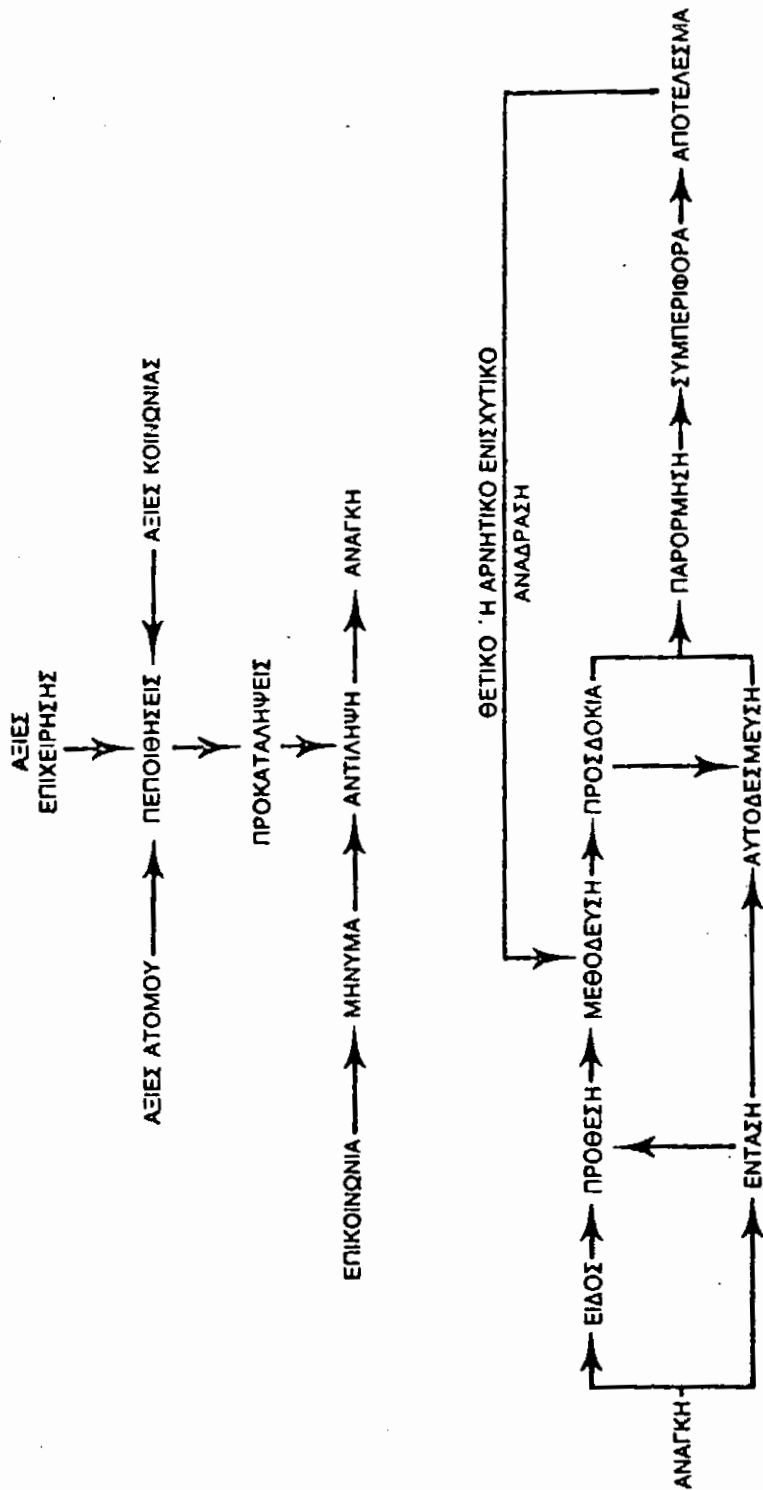 ΑΞΙΕΣ
ΕΠΙΧΕΙΡΗΣΗΣ
ΑΞΙΕΣ ΑΤΟΜΟΥ ΠΕΠΟΙΘΗΣΕΙΣ ΑΞΙΕΣ ΚΟΙΝΩΝΙΑΣ
ΠΡΟΚΑΤΑΛΗΨΕΙΣ
ΕΠΙΚΟΙΝΩΝΙΑ ΜΗΝΥΜΑ ΑΝΤΙΛΗΨΗ ΑΝΑΓΚΗ
ΘΕΤΙΚΟ Ή ΑΡΝΗΤΙΚΟ ΕΝΙΣΧΥΤΙΚΟ
ΑΝΑΔΡΑΣΗ
ΕΙΔΟΣ ΠΡΟΘΕΣΗ ΜΕΘΟΔΕΥΣΗ ΠΡΟΣΔΟΚΙΑ
ΑΝΑΓΚΗ ΠΑΡΟΡΜΗΣΗ ΣΥΜΠΕΡΙΦΟΡΑ ΑΠΟΤΕΛΕΣΜΑ
ΕΝΤΑΣΗ ΑΥΤΟΔΕΣΜΕΥΣΗ